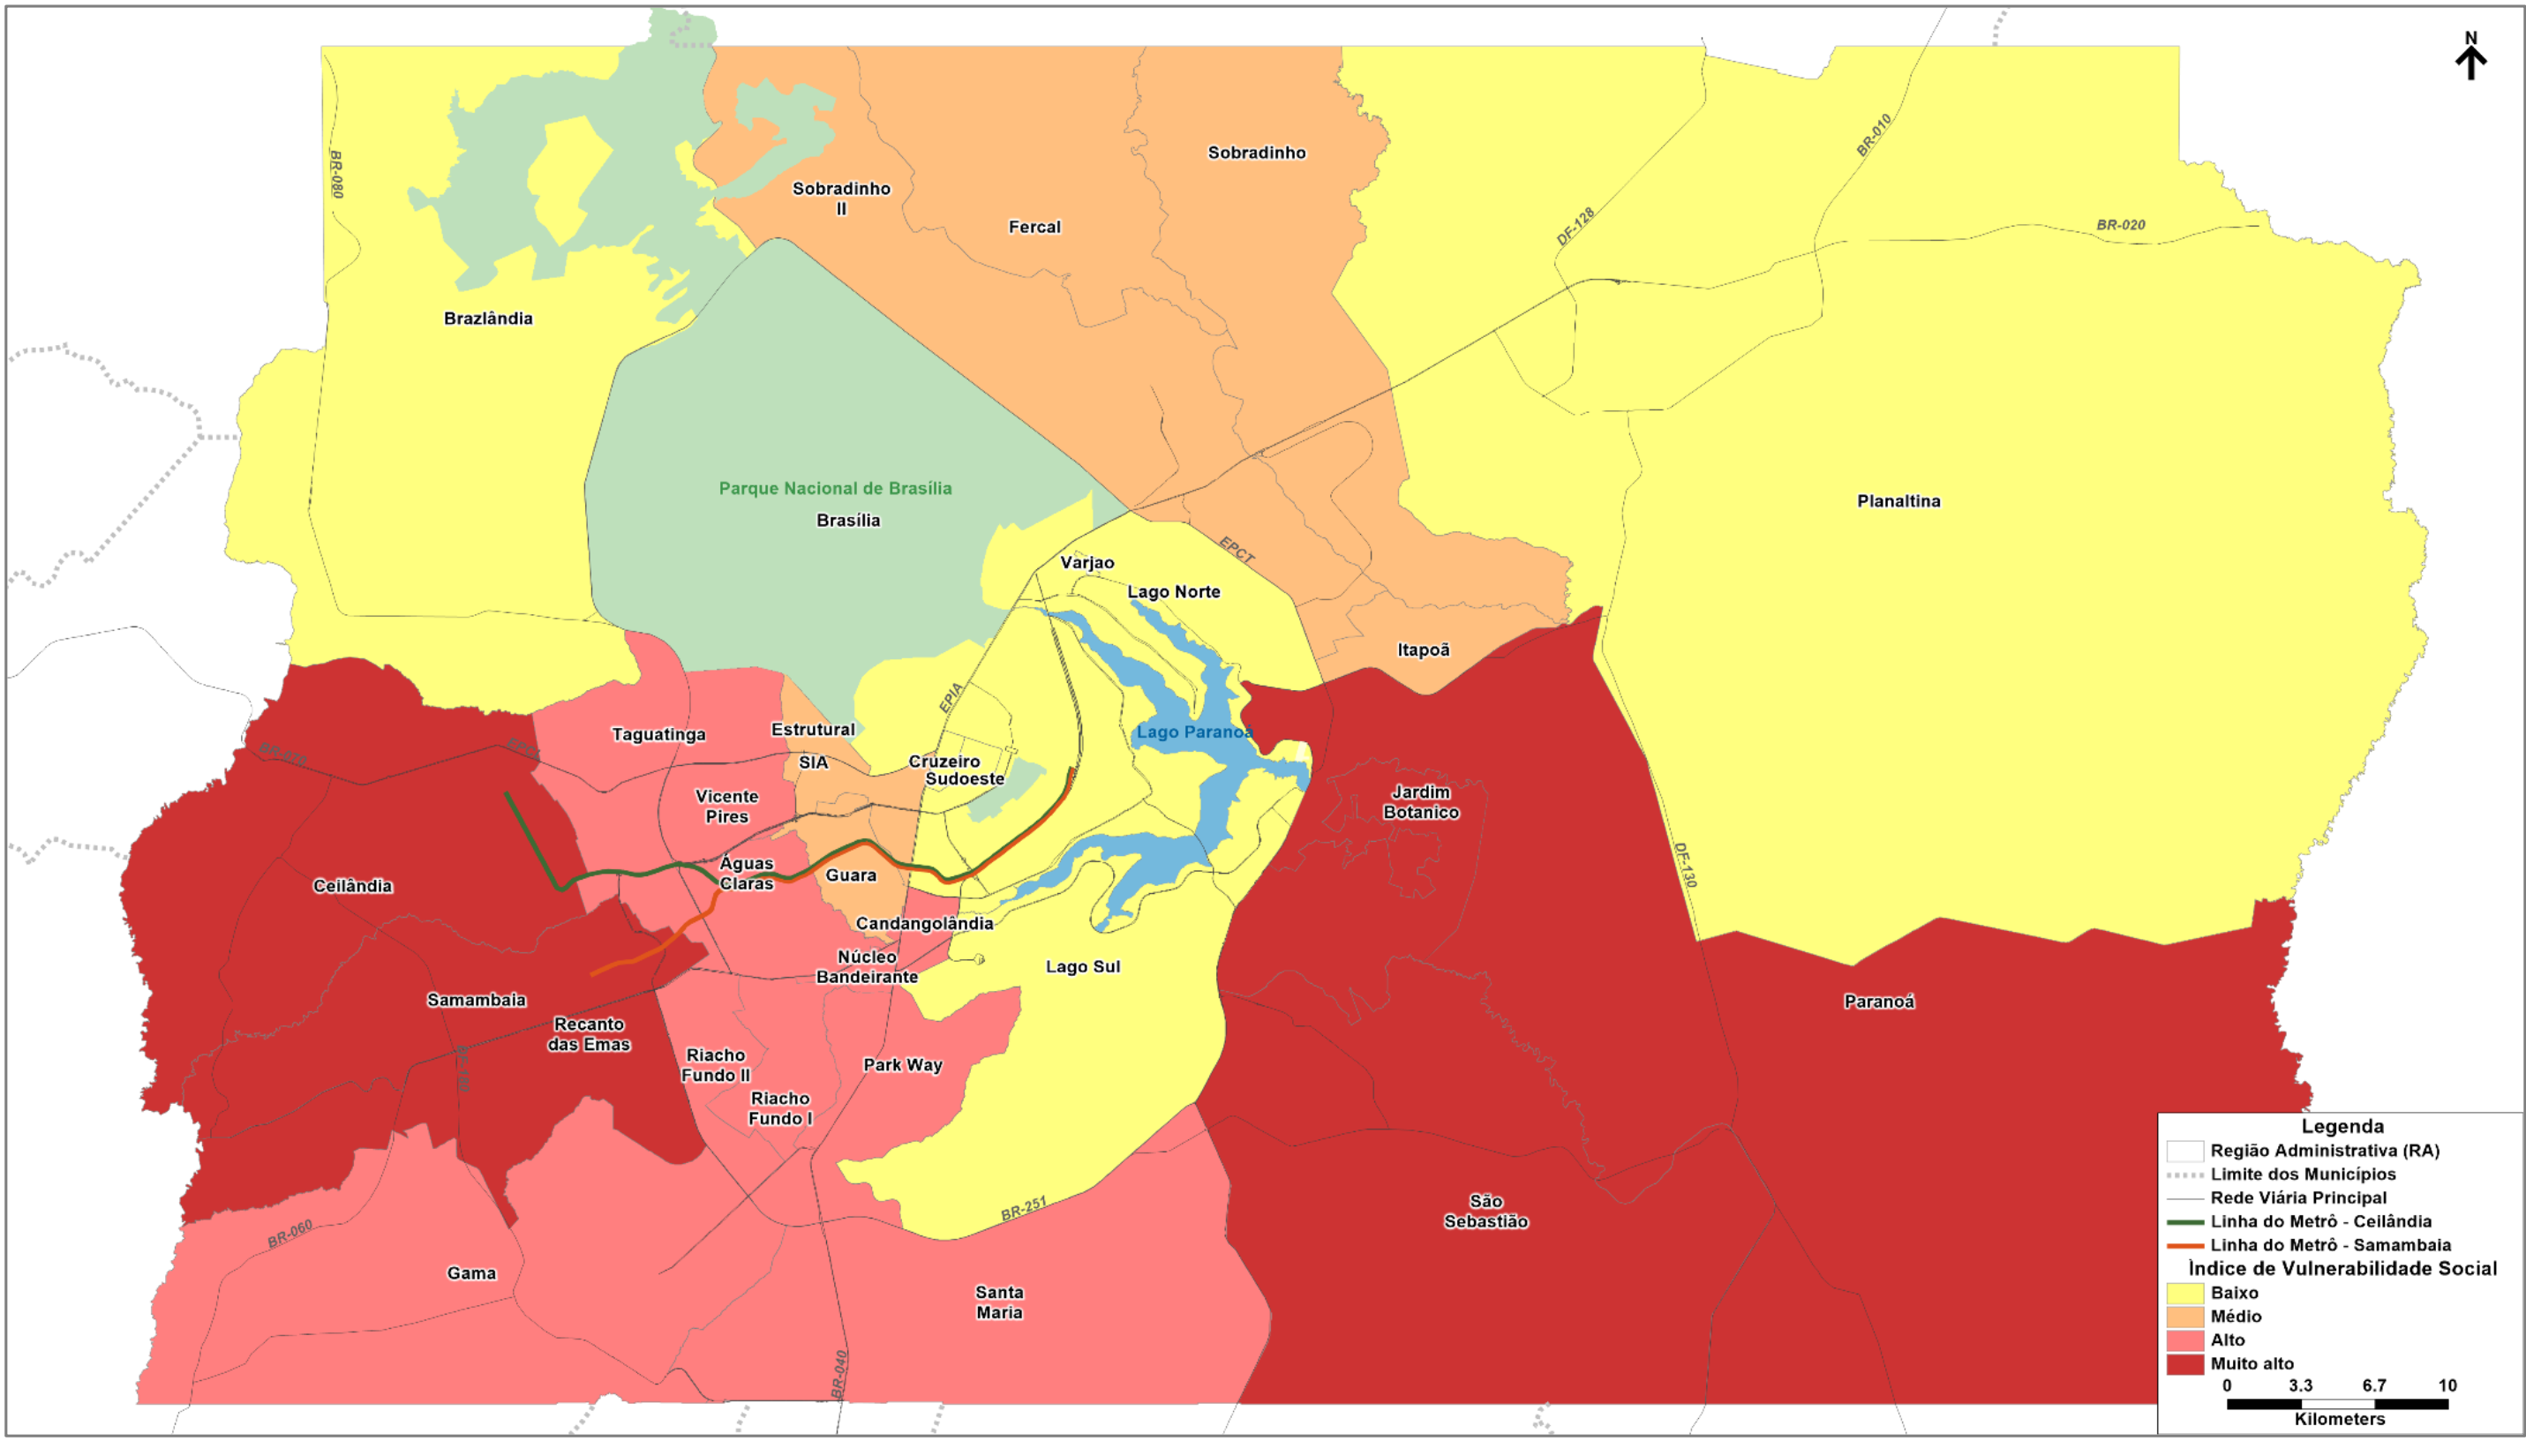 N
BR-080
BR-010
Sobradinho
Sobradinho
II
DF-128
BR-020
Fercal
Brazlândia
Parque Nacional de Brasília
Brasília
Planaltina
EPCT
Varjao
Lago Norte
Itapoã
EPIA
Taguatinga
Estrutural
Lago Paranoá
SIA
Cruzeiro
Sudoeste
BR-070
Vicente
Pires
Jardim
Botanico
DF-130
Águas
Claras
Guara
Ceilândia
Candangolândia
Núcleo
Bandeirante
Lago Sul
Samambaia
Paranoá
Recanto
das Emas
Riacho
Fundo II
Park Way
Riacho
Fundo I
BR-251
São
Sebastião
BR-060
Gama
Santa
Maria
BR-040
Legenda
Região Administrativa (RA)
Limite dos Municípios
Rede Viária Principal
Linha do Metrô - Ceilândia
Linha do Metrô - Samambaia
Ìndice de Vulnerabilidade Social
Baixo
Médio
Alto
Muito alto
0 3.3 6.7 10
Kilometers